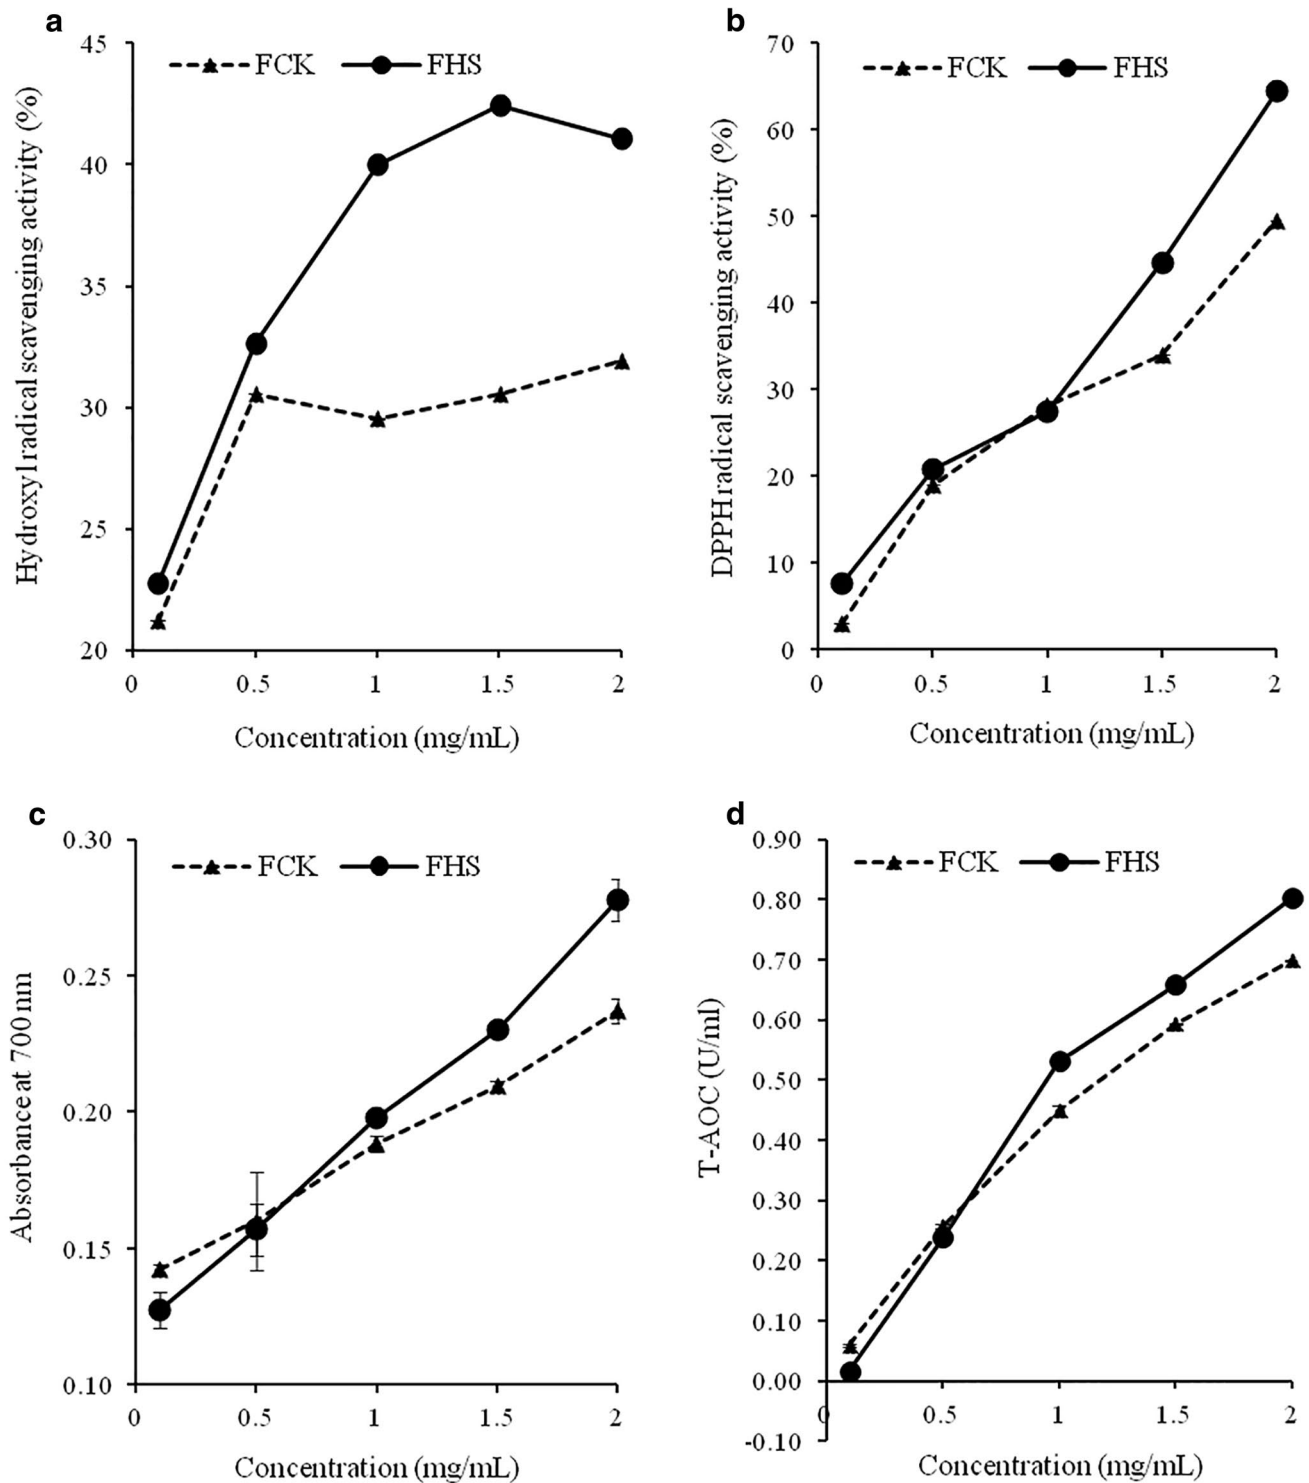 a
45
40
35
30
25
20
0 0.5 1 1.5 2
FCK FHS
Hydroxyl radical scavenging activity (%)
Concentration (mg/mL)
b
70
60
50
40
30
20
10
0
0 0.5 1 1.5 2
FCK FHS
DPPH radical scavenging activity (%)
Concentration (mg/mL)
c
0.30
0.25
0.20
0.15
0.10
0 0.5 1 1.5 2
FCK FHS
Absorbance at 700 nm
Concentration (mg/mL)
d
0.90
0.80
0.70
0.60
0.50
0.40
0.30
0.20
0.10
0.00
-0.10
0 0.5 1 1.5 2
FCK FHS
T-AOC (U/ml)
Concentration (mg/mL)